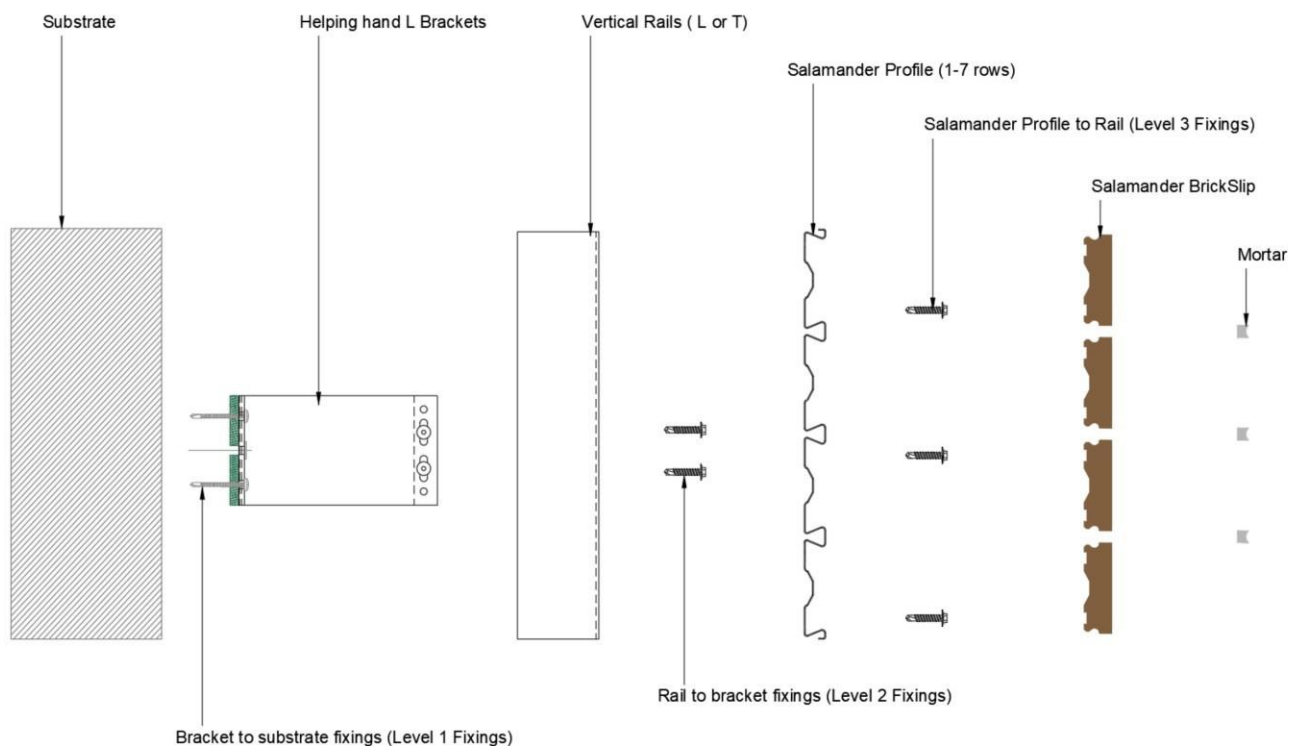 Substrate
Helping hand L Brackets
Vertical Rails ( L or T)
Salamander Profile (1-7 rows)
Salamander Profile to Rail (Level 3 Fixings)
Salamander BrickSlip
Mortar
Rail to bracket fixings (Level 2 Fixings)
Bracket to substrate fixings (Level 1 Fixings)